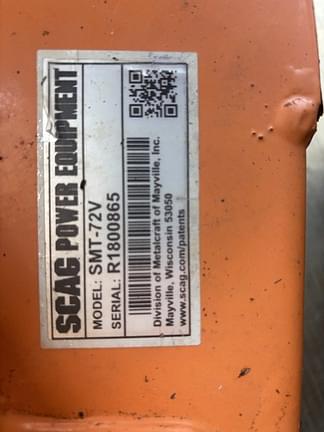 SCAG POWER EQUIPMENT
MODEL: SMT-72V
SERIAL: R1800865
Division of Metalcraft of Mayville, Inc.
Mayville, Wisconsin 53050
www.scag.com/patents